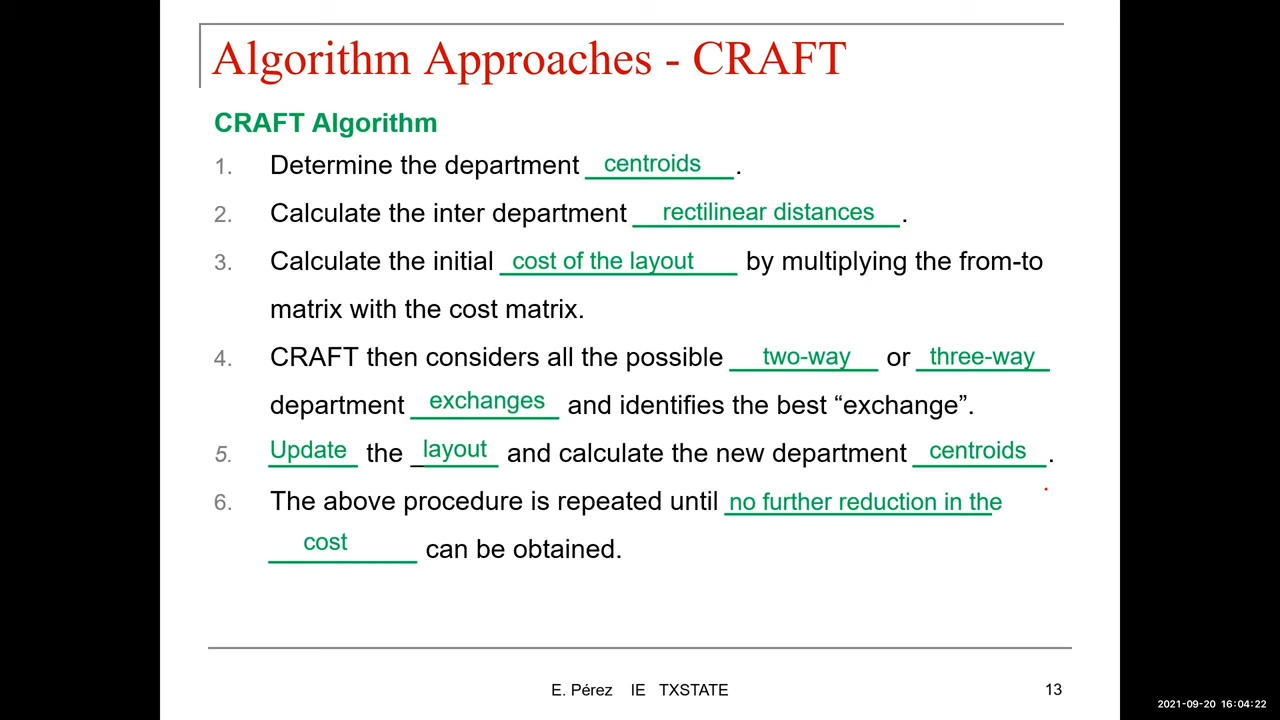 Algorithm Approaches - CRAFT
CRAFT Algorithm
1. Determine the department centroids.
2. Calculate the inter department rectilinear distances.
3. Calculate the initial cost of the layout by multiplying the from-to
matrix with the cost matrix.
4. CRAFT then considers all the possible two-way or three-way
department exchanges and identifies the best “exchange”.
5. Update the layout and calculate the new department centroids.
6. The above procedure is repeated until no further reduction in the
cost can be obtained.
E. Pérez IE TXSTATE 13
2021-09-20 16:04:22